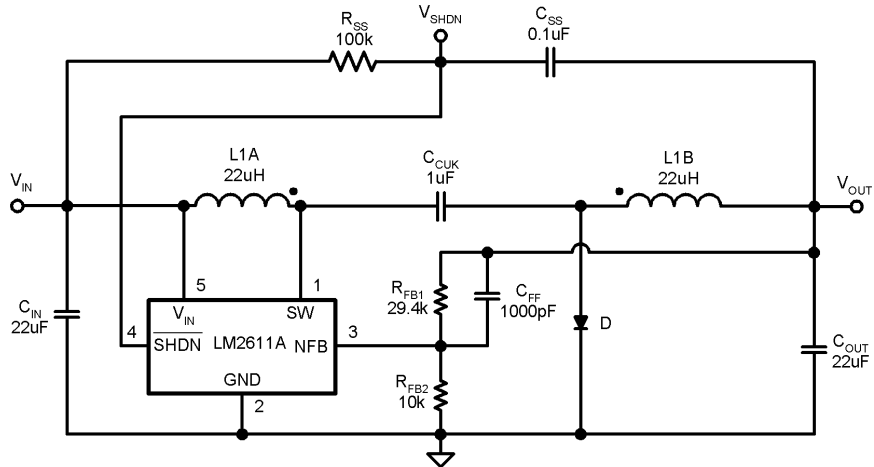 R_SS
100k
V_SHDN
C_SS
0.1uF
L1A
22uH
C_CUK
1uF
L1B
22uH
V_IN
V_OUT
5
1
V_IN
SW
C_IN
22uF
4
SHDN
LM2611A
NFB
3
GND
2
R_FB1
29.4k
C_FF
1000pF
D
R_FB2
10k
C_OUT
22uF